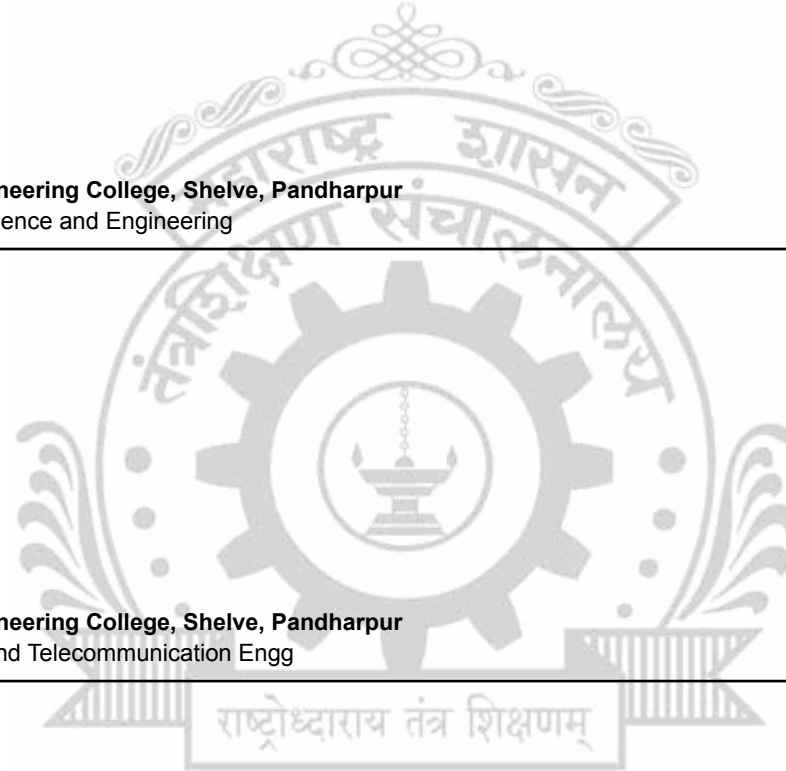 महाराष्ट्र शासन
neering College, Shelve, Pandharpur
ence and Engineering
तंत्रशिक्षण संचालनालय
neering College, Shelve, Pandharpur
nd Telecommunication Engg
राष्ट्रोध्दाराय तंत्र शिक्षणम्